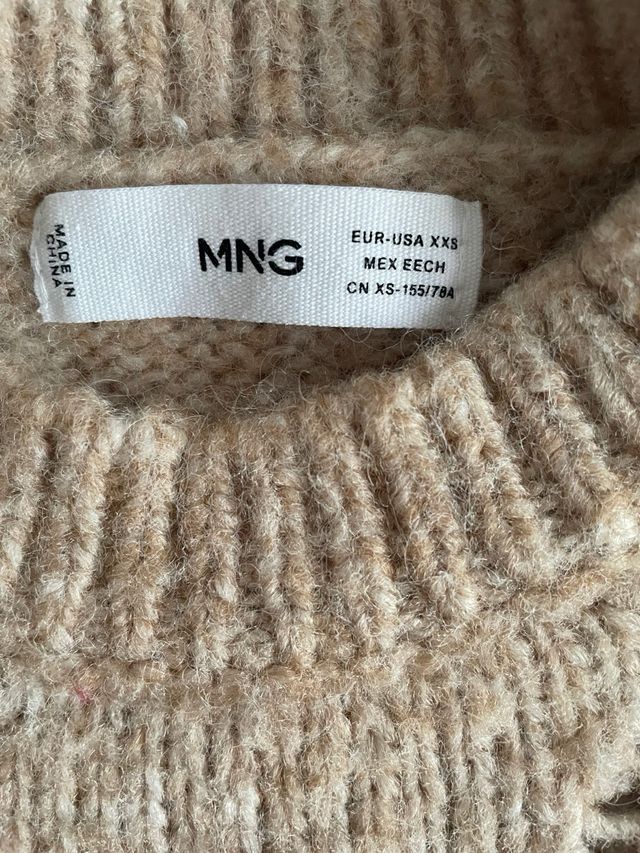 MADE IN
CHINA
MNG
EUR-USA XXS
MEX EECH
CN XS-155/78A